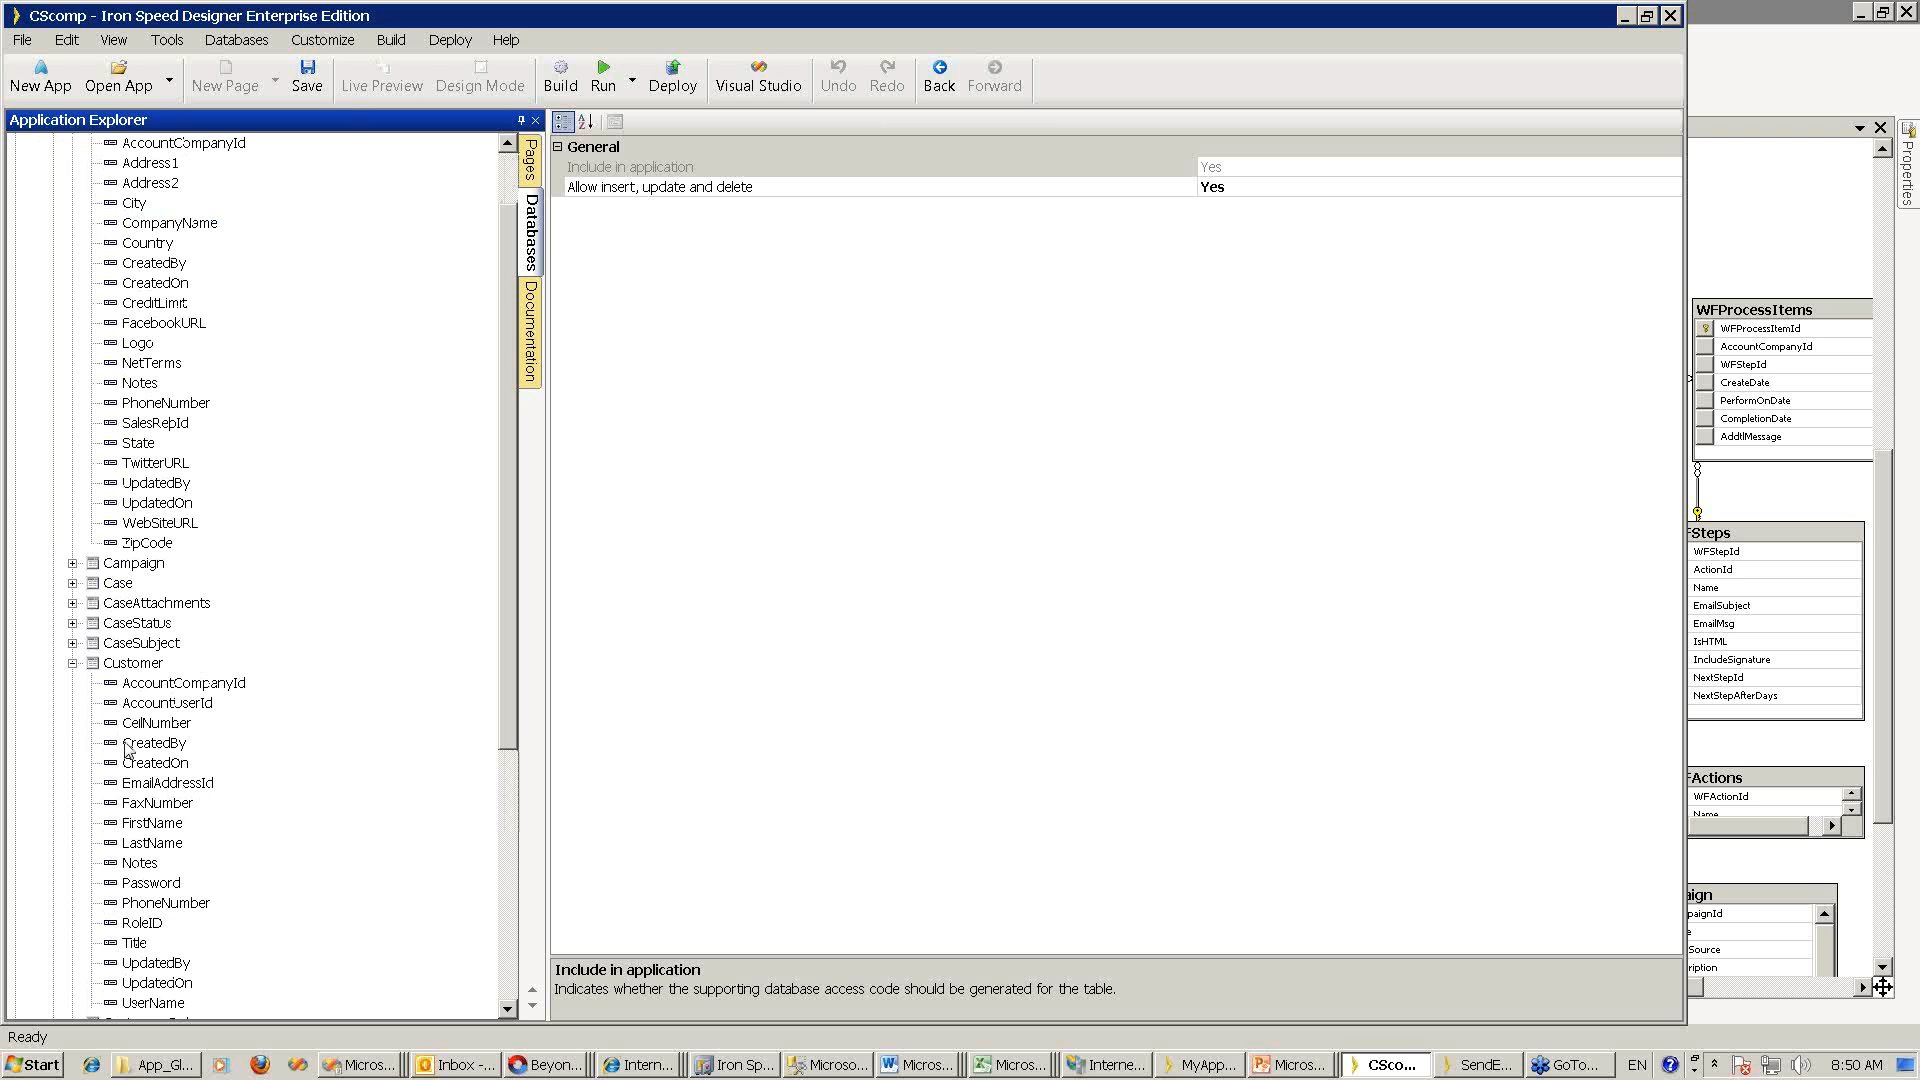 CScomp - Iron Speed Designer Enterprise Edition
File Edit View Tools Databases Customize Build Deploy Help
New App Open App New Page Save Live Preview Design Mode Build Run Deploy Visual Studio Undo Redo Back Forward
Application Explorer
AccountCompanyId
Address1
Address2
City
CompanyName
Country
CreatedBy
CreatedOn
CreditLimit
FacebookURL
Logo
NetTerms
Notes
PhoneNumber
SalesRepId
State
TwitterURL
UpdatedBy
UpdatedOn
WebSiteURL
ZipCode
Campaign
Case
CaseAttachments
CaseStatus
CaseSubject
Customer
AccountCompanyId
AccountUserId
CellNumber
CreatedBy
CreatedOn
EmailAddressId
FaxNumber
FirstName
LastName
Notes
Password
PhoneNumber
RoleID
Title
UpdatedBy
UpdatedOn
UserName
Pages
Databases
Documentation
General
Include in application Yes
Allow insert, update and delete Yes
Include in application
Indicates whether the supporting database access code should be generated for the table.
Properties
WFProcessItems
WFProcessItemId
AccountCompanyId
WFStepId
CreateDate
PerformOnDate
CompletionDate
AddtlMessage
FSteps
WFStepId
ActionId
Name
EmailSubject
EmailMsg
IsHTML
IncludeSignature
NextStepId
NextStepAfterDays
FActions
WFActionId
Name
aign
paignId
e
Source
ription
Ready
Start App_Gl... Micros... Inbox -... Beyon... Intern... Iron Sp... Microso... Micros... Micros... Interne... MyApp... Micros... CSco... SendE... GoTo... EN 8:50 AM